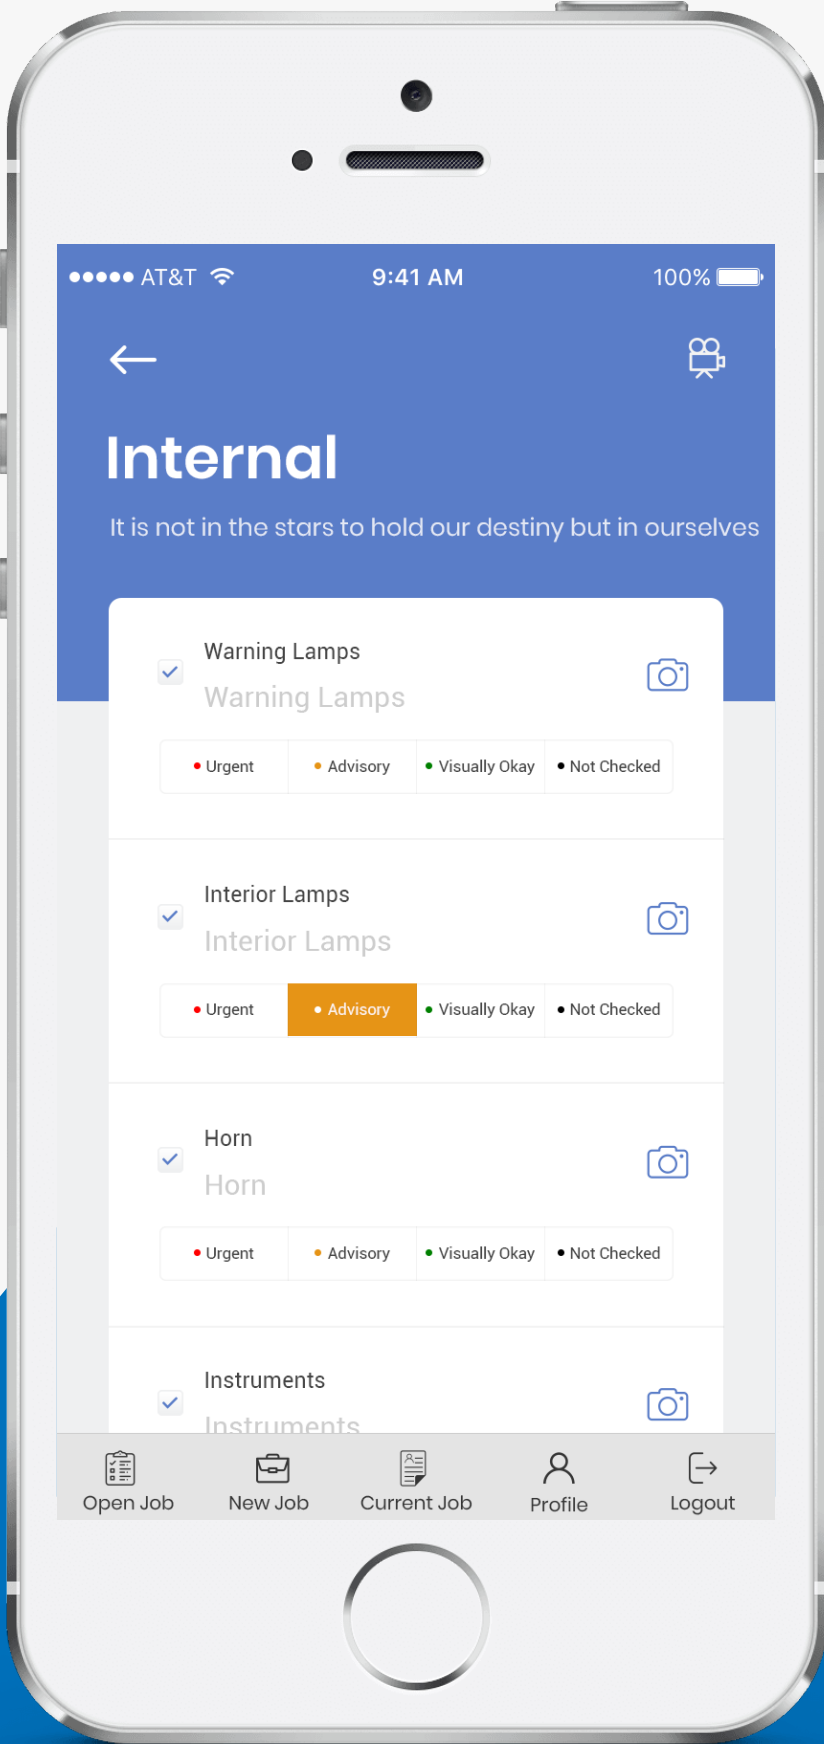 AT&T 9:41 AM 100%
Internal
It is not in the stars to hold our destiny but in ourselves
Warning Lamps
Warning Lamps
Urgent Advisory Visually Okay Not Checked
Interior Lamps
Interior Lamps
Urgent Advisory Visually Okay Not Checked
Horn
Horn
Urgent Advisory Visually Okay Not Checked
Instruments
Instruments
Open Job New Job Current Job Profile Logout